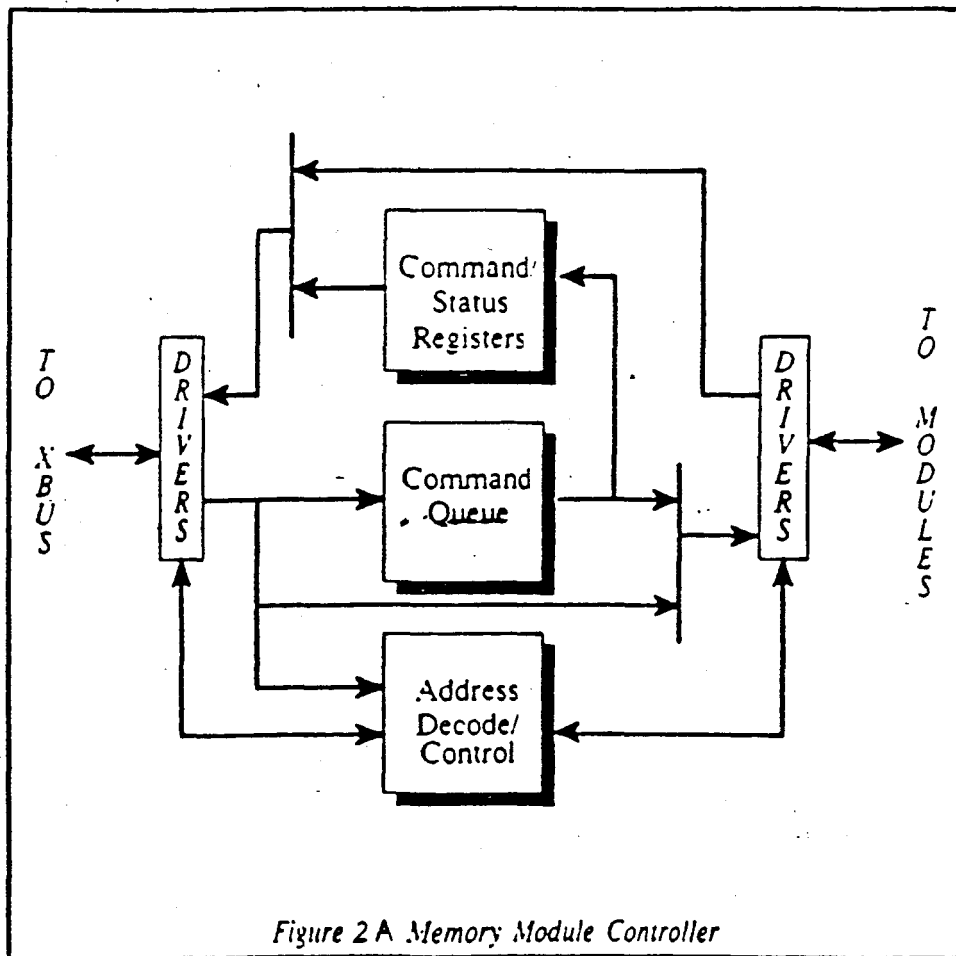 Command/
Status
Registers
TO XBUS
DRIVERS
Command
Queue
DRIVERS
TO MODULES
Address
Decode/
Control
Figure 2 A Memory Module Controller